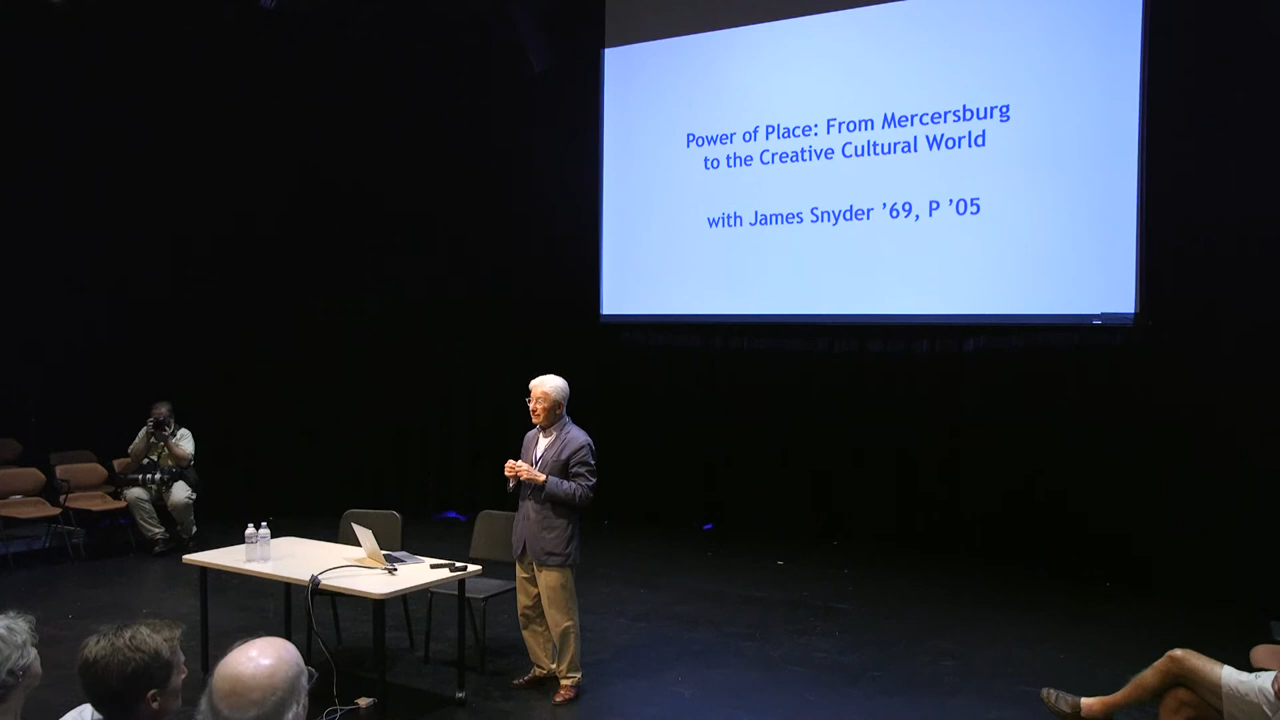 Power of Place: From Mercersburg
to the Creative Cultural World
with James Snyder ’69, P ’05